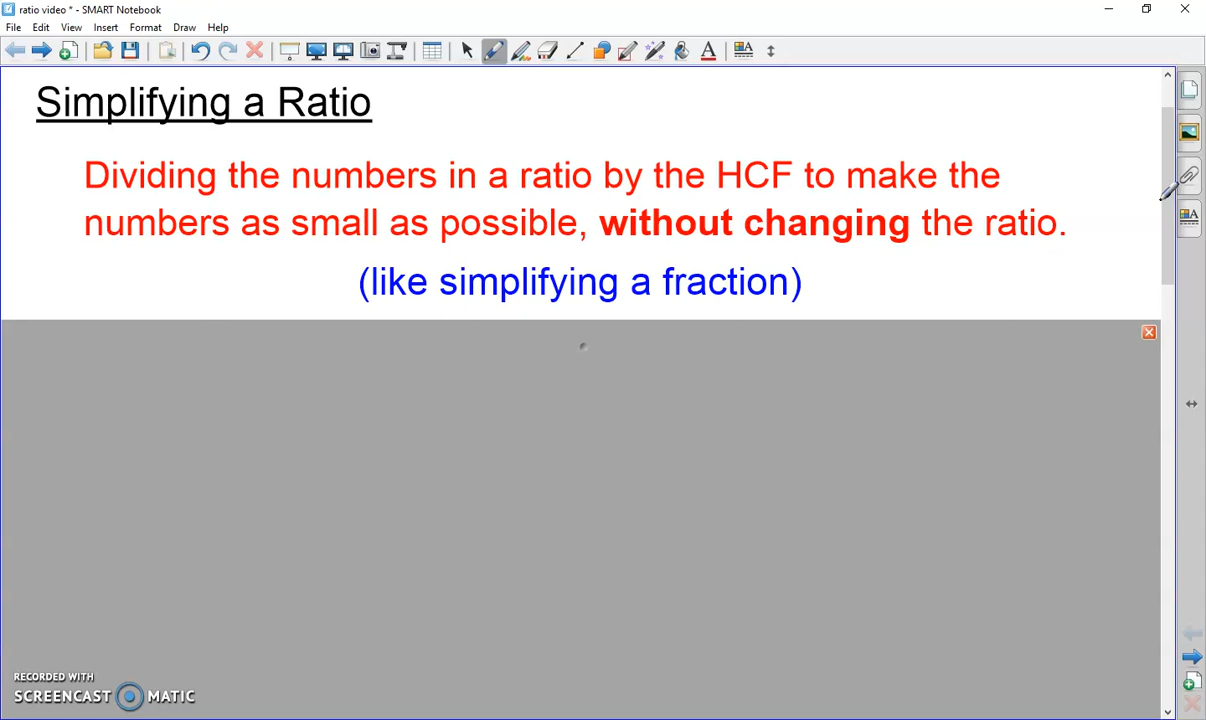 ratio video * - SMART Notebook
File Edit View Insert Format Draw Help
Simplifying a Ratio
Dividing the numbers in a ratio by the HCF to make the
numbers as small as possible, without changing the ratio.
(like simplifying a fraction)
RECORDED WITH
SCREENCAST MATIC